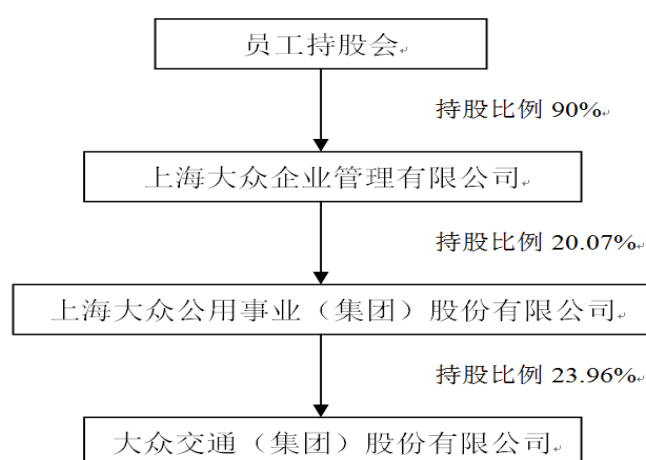 员工持股会
持股比例 90%
上海大众企业管理有限公司
持股比例 20.07%
上海大众公用事业（集团）股份有限公司
持股比例 23.96%
大众交通（集团）股份有限公司